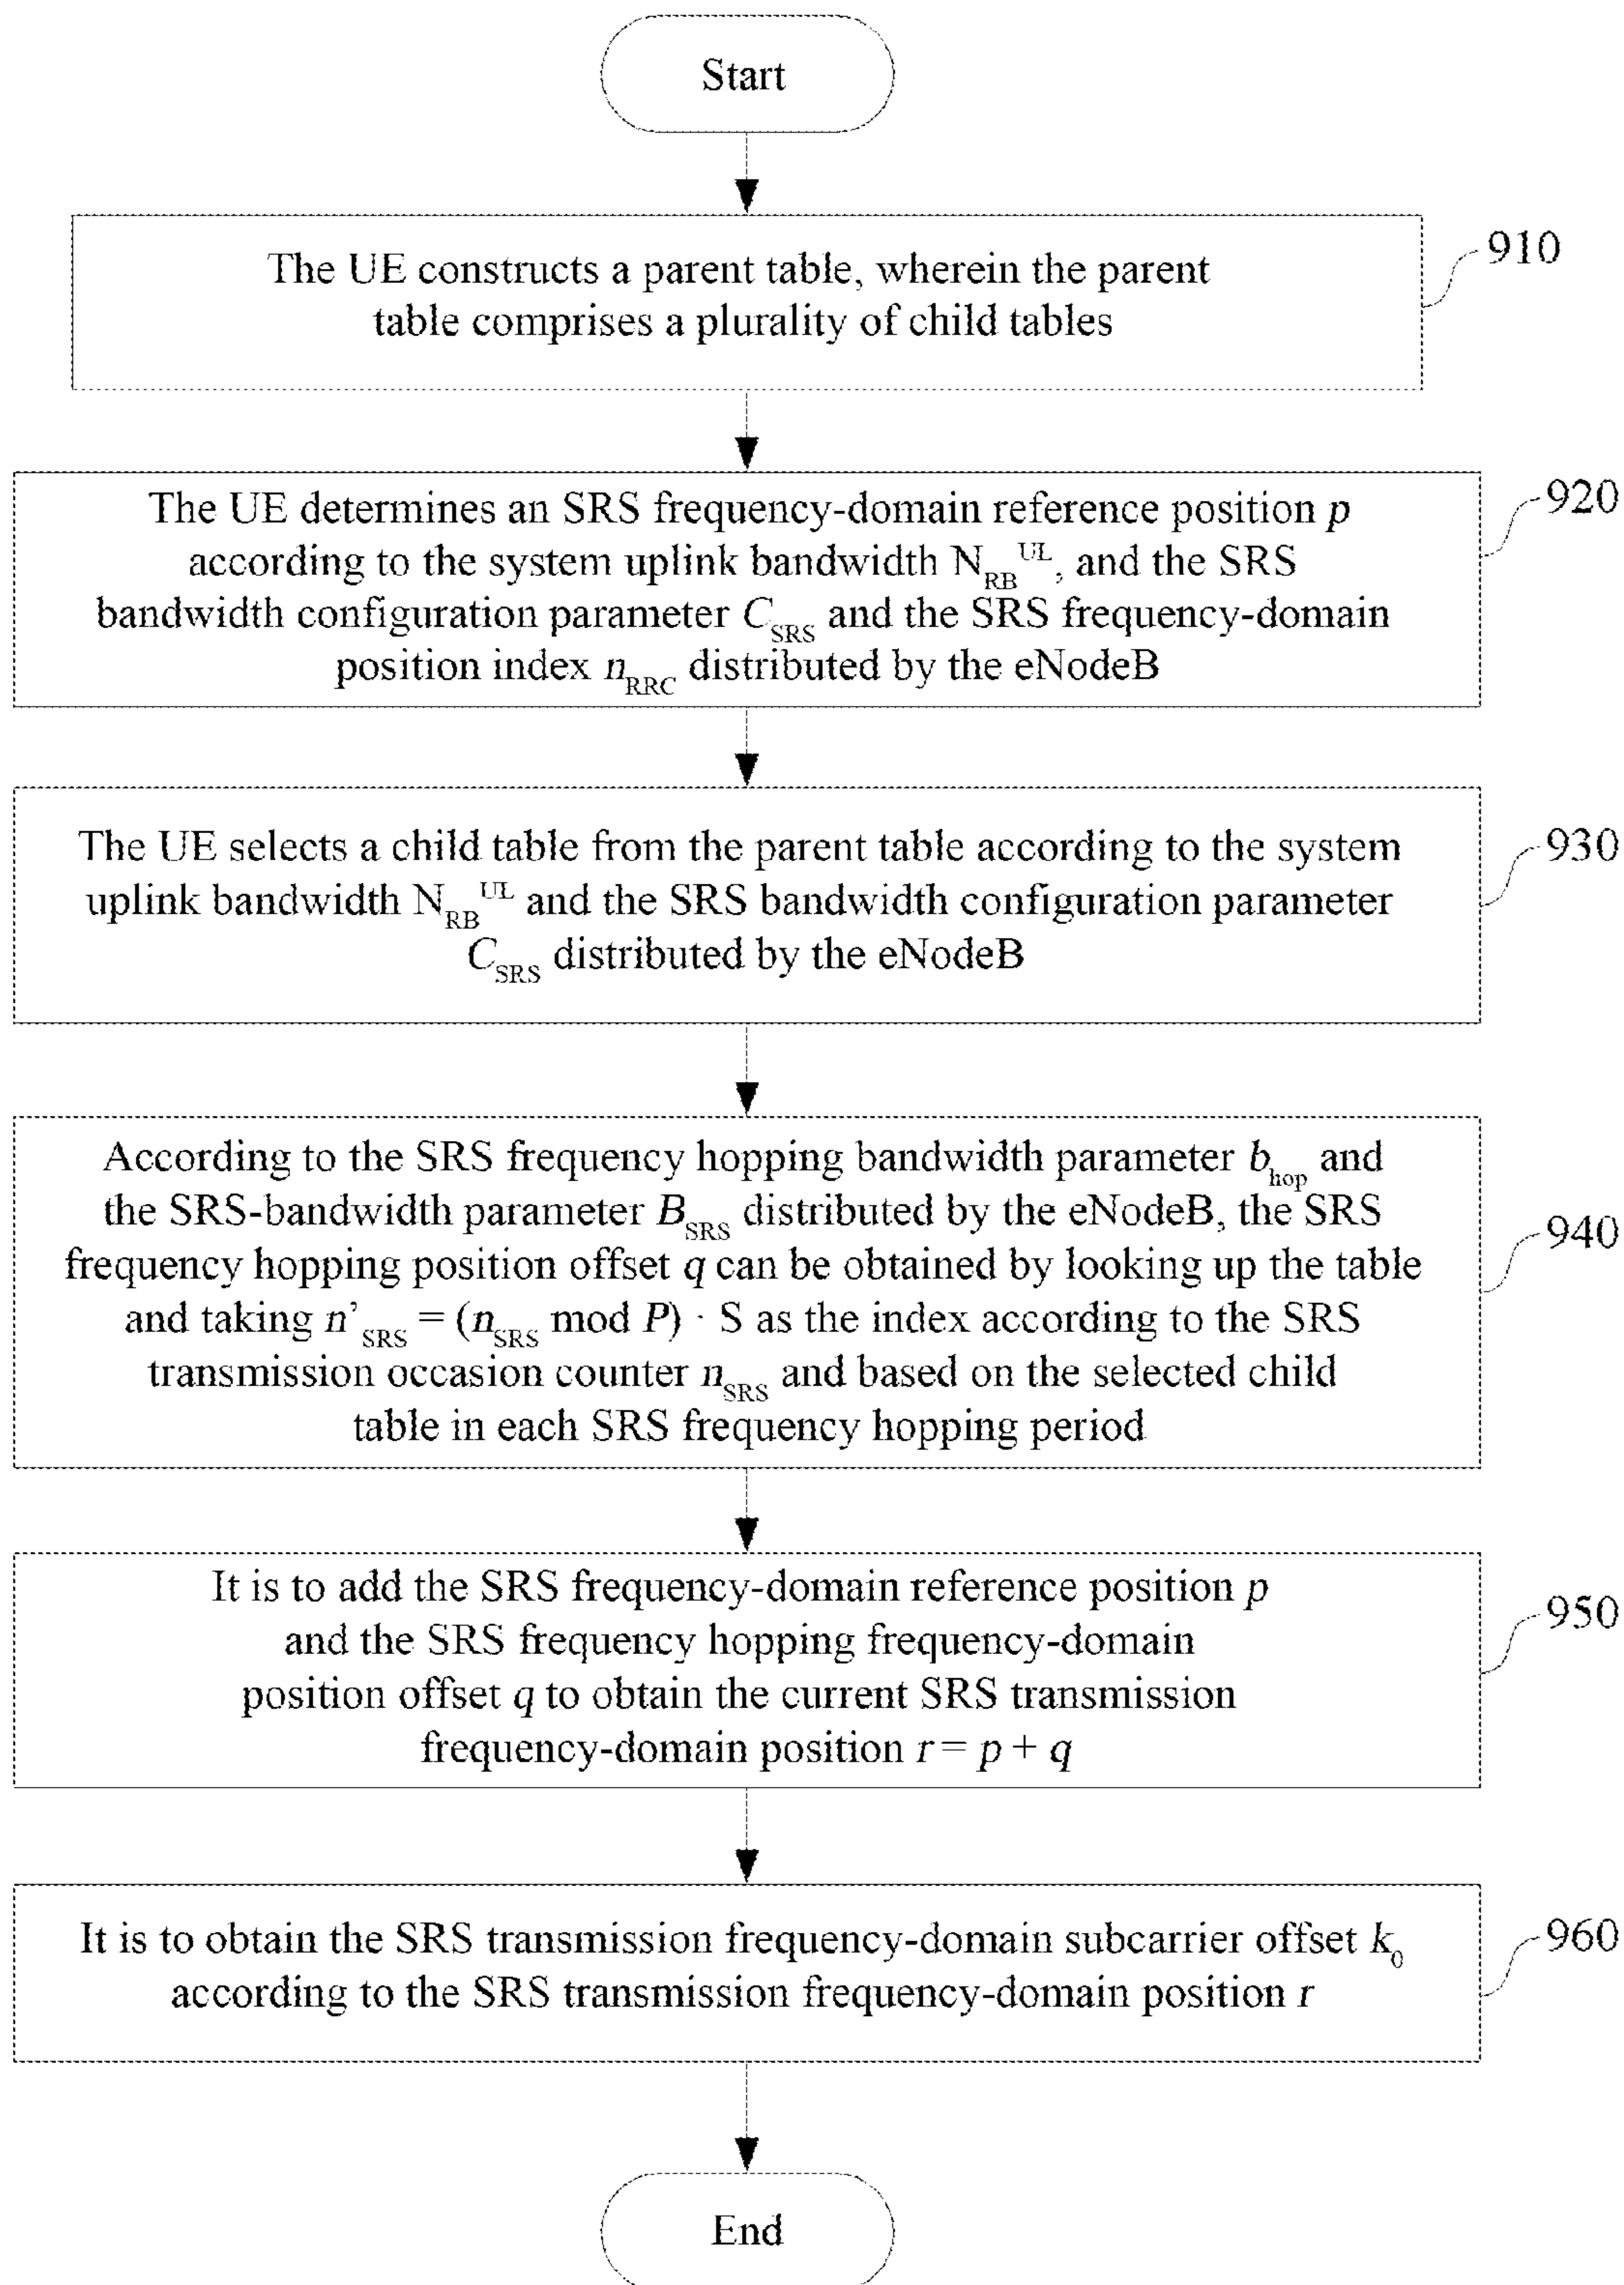 Start
The UE constructs a parent table, wherein the parent
table comprises a plurality of child tables
910
The UE determines an SRS frequency-domain reference position p
according to the system uplink bandwidth N_RB^UL, and the SRS
bandwidth configuration parameter C_SRS and the SRS frequency-domain
position index n_RRC distributed by the eNodeB
920
The UE selects a child table from the parent table according to the system
uplink bandwidth N_RB^UL and the SRS bandwidth configuration parameter
C_SRS distributed by the eNodeB
930
According to the SRS frequency hopping bandwidth parameter b_hop and
the SRS-bandwidth parameter B_SRS distributed by the eNodeB, the SRS
frequency hopping position offset q can be obtained by looking up the table
and taking n'_SRS = (n_SRS mod P) · S as the index according to the SRS
transmission occasion counter n_SRS and based on the selected child
table in each SRS frequency hopping period
940
It is to add the SRS frequency-domain reference position p
and the SRS frequency hopping frequency-domain
position offset q to obtain the current SRS transmission
frequency-domain position r = p + q
950
It is to obtain the SRS transmission frequency-domain subcarrier offset k_0
according to the SRS transmission frequency-domain position r
960
End